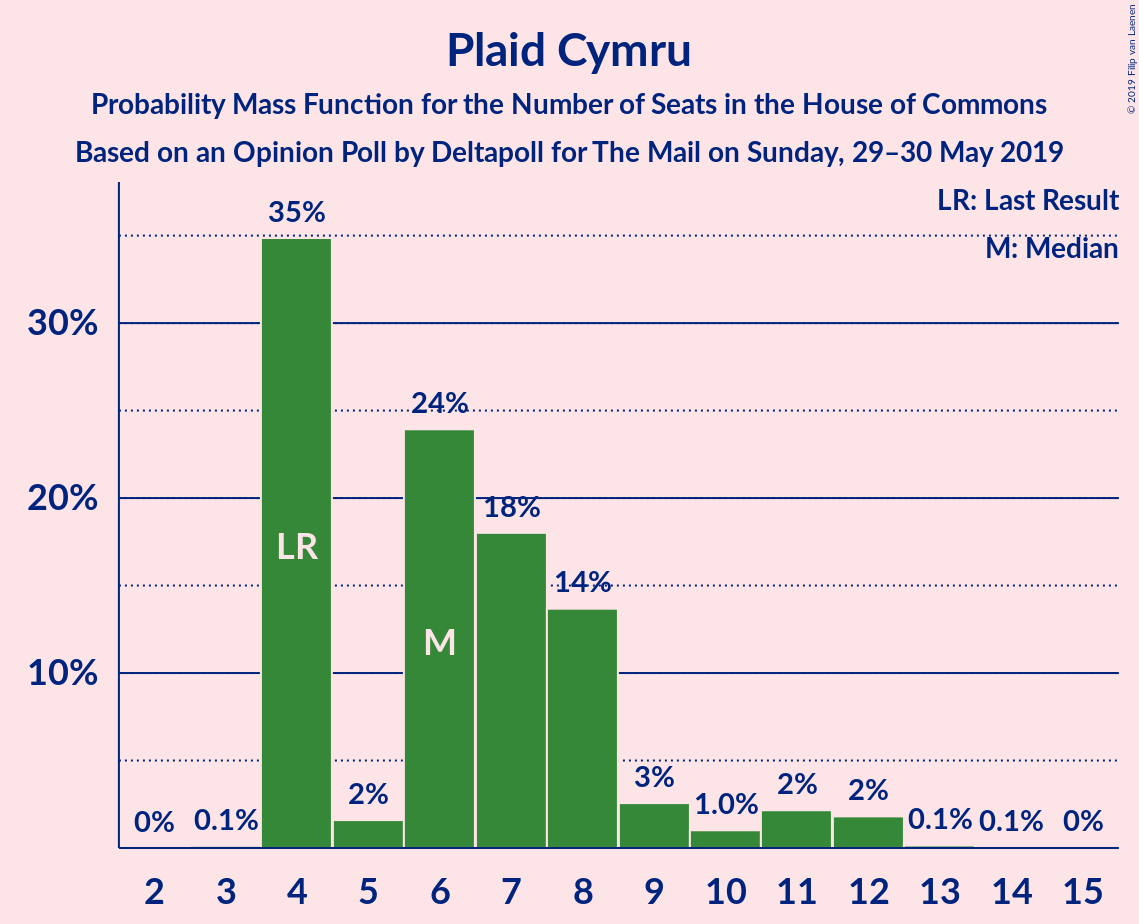 Plaid Cymru
Probability Mass Function for the Number of Seats in the House of Commons
Based on an Opinion Poll by Deltapoll for The Mail on Sunday, 29–30 May 2019
© 2019 Filip van Laenen
LR: Last Result
M: Median
35%
30%
24%
20%
18%
LR
14%
M
10%
3%
2%
2%
2%
1.0%
0%
0.1%
0.1%
0.1%
0%
2 3 4 5 6 7 8 9 10 11 12 13 14 15